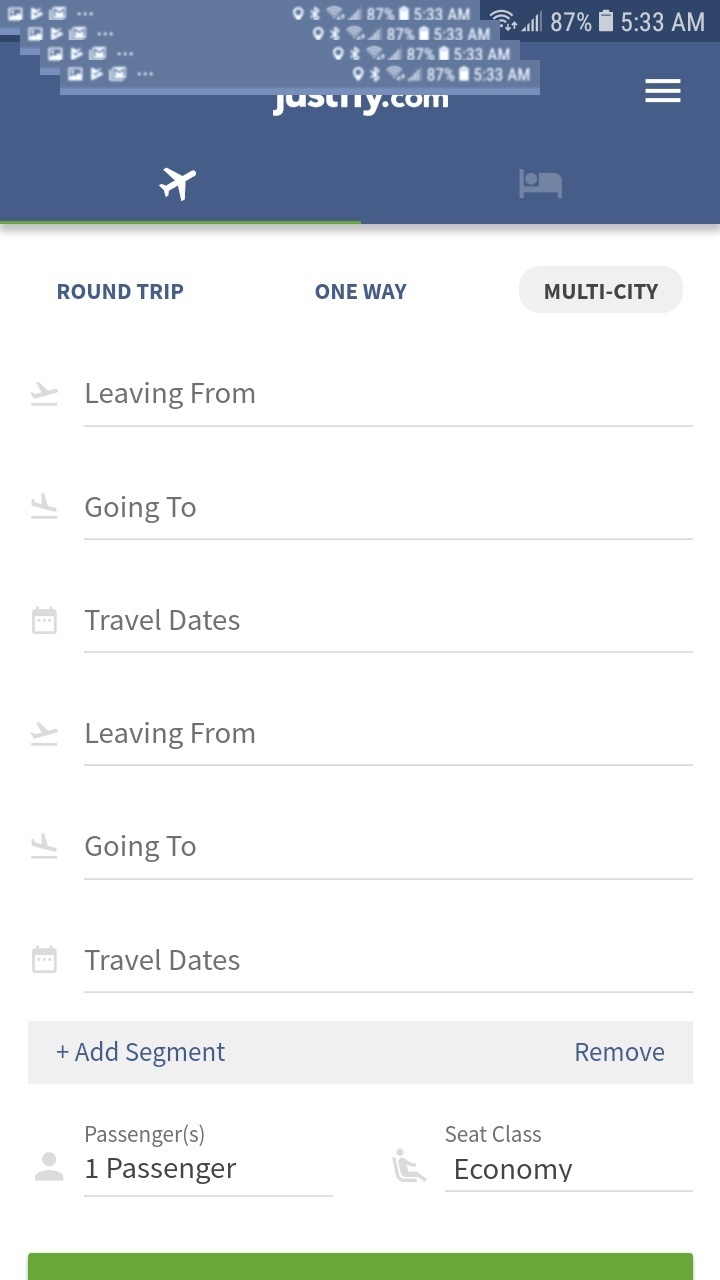 87% 5:33 AM
87% 5:33 AM
87% 5:33 AM
87% 5:33 AM
87% 5:33 AM
justfly.com
ROUND TRIP ONE WAY MULTI-CITY
Leaving From
Going To
Travel Dates
Leaving From
Going To
Travel Dates
+ Add Segment Remove
Passenger(s) Seat Class
1 Passenger Economy